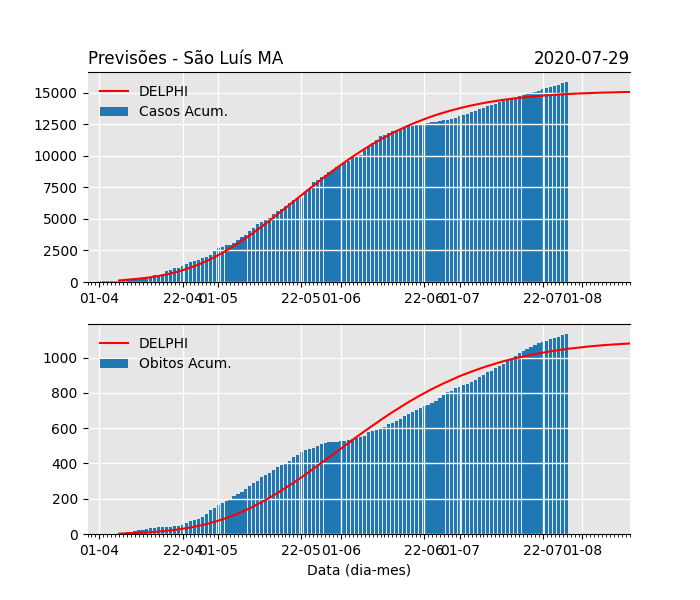 Previsões - São Luís MA 2020-07-29
DELPHI
Casos Acum.
15000
12500
10000
7500
5000
2500
0
01-04 22-04 01-05 22-05 01-06 22-06 01-07 22-07 01-08
DELPHI
Obitos Acum.
1000
800
600
400
200
0
01-04 22-04 01-05 22-05 01-06 22-06 01-07 22-07 01-08
Data (dia-mes)